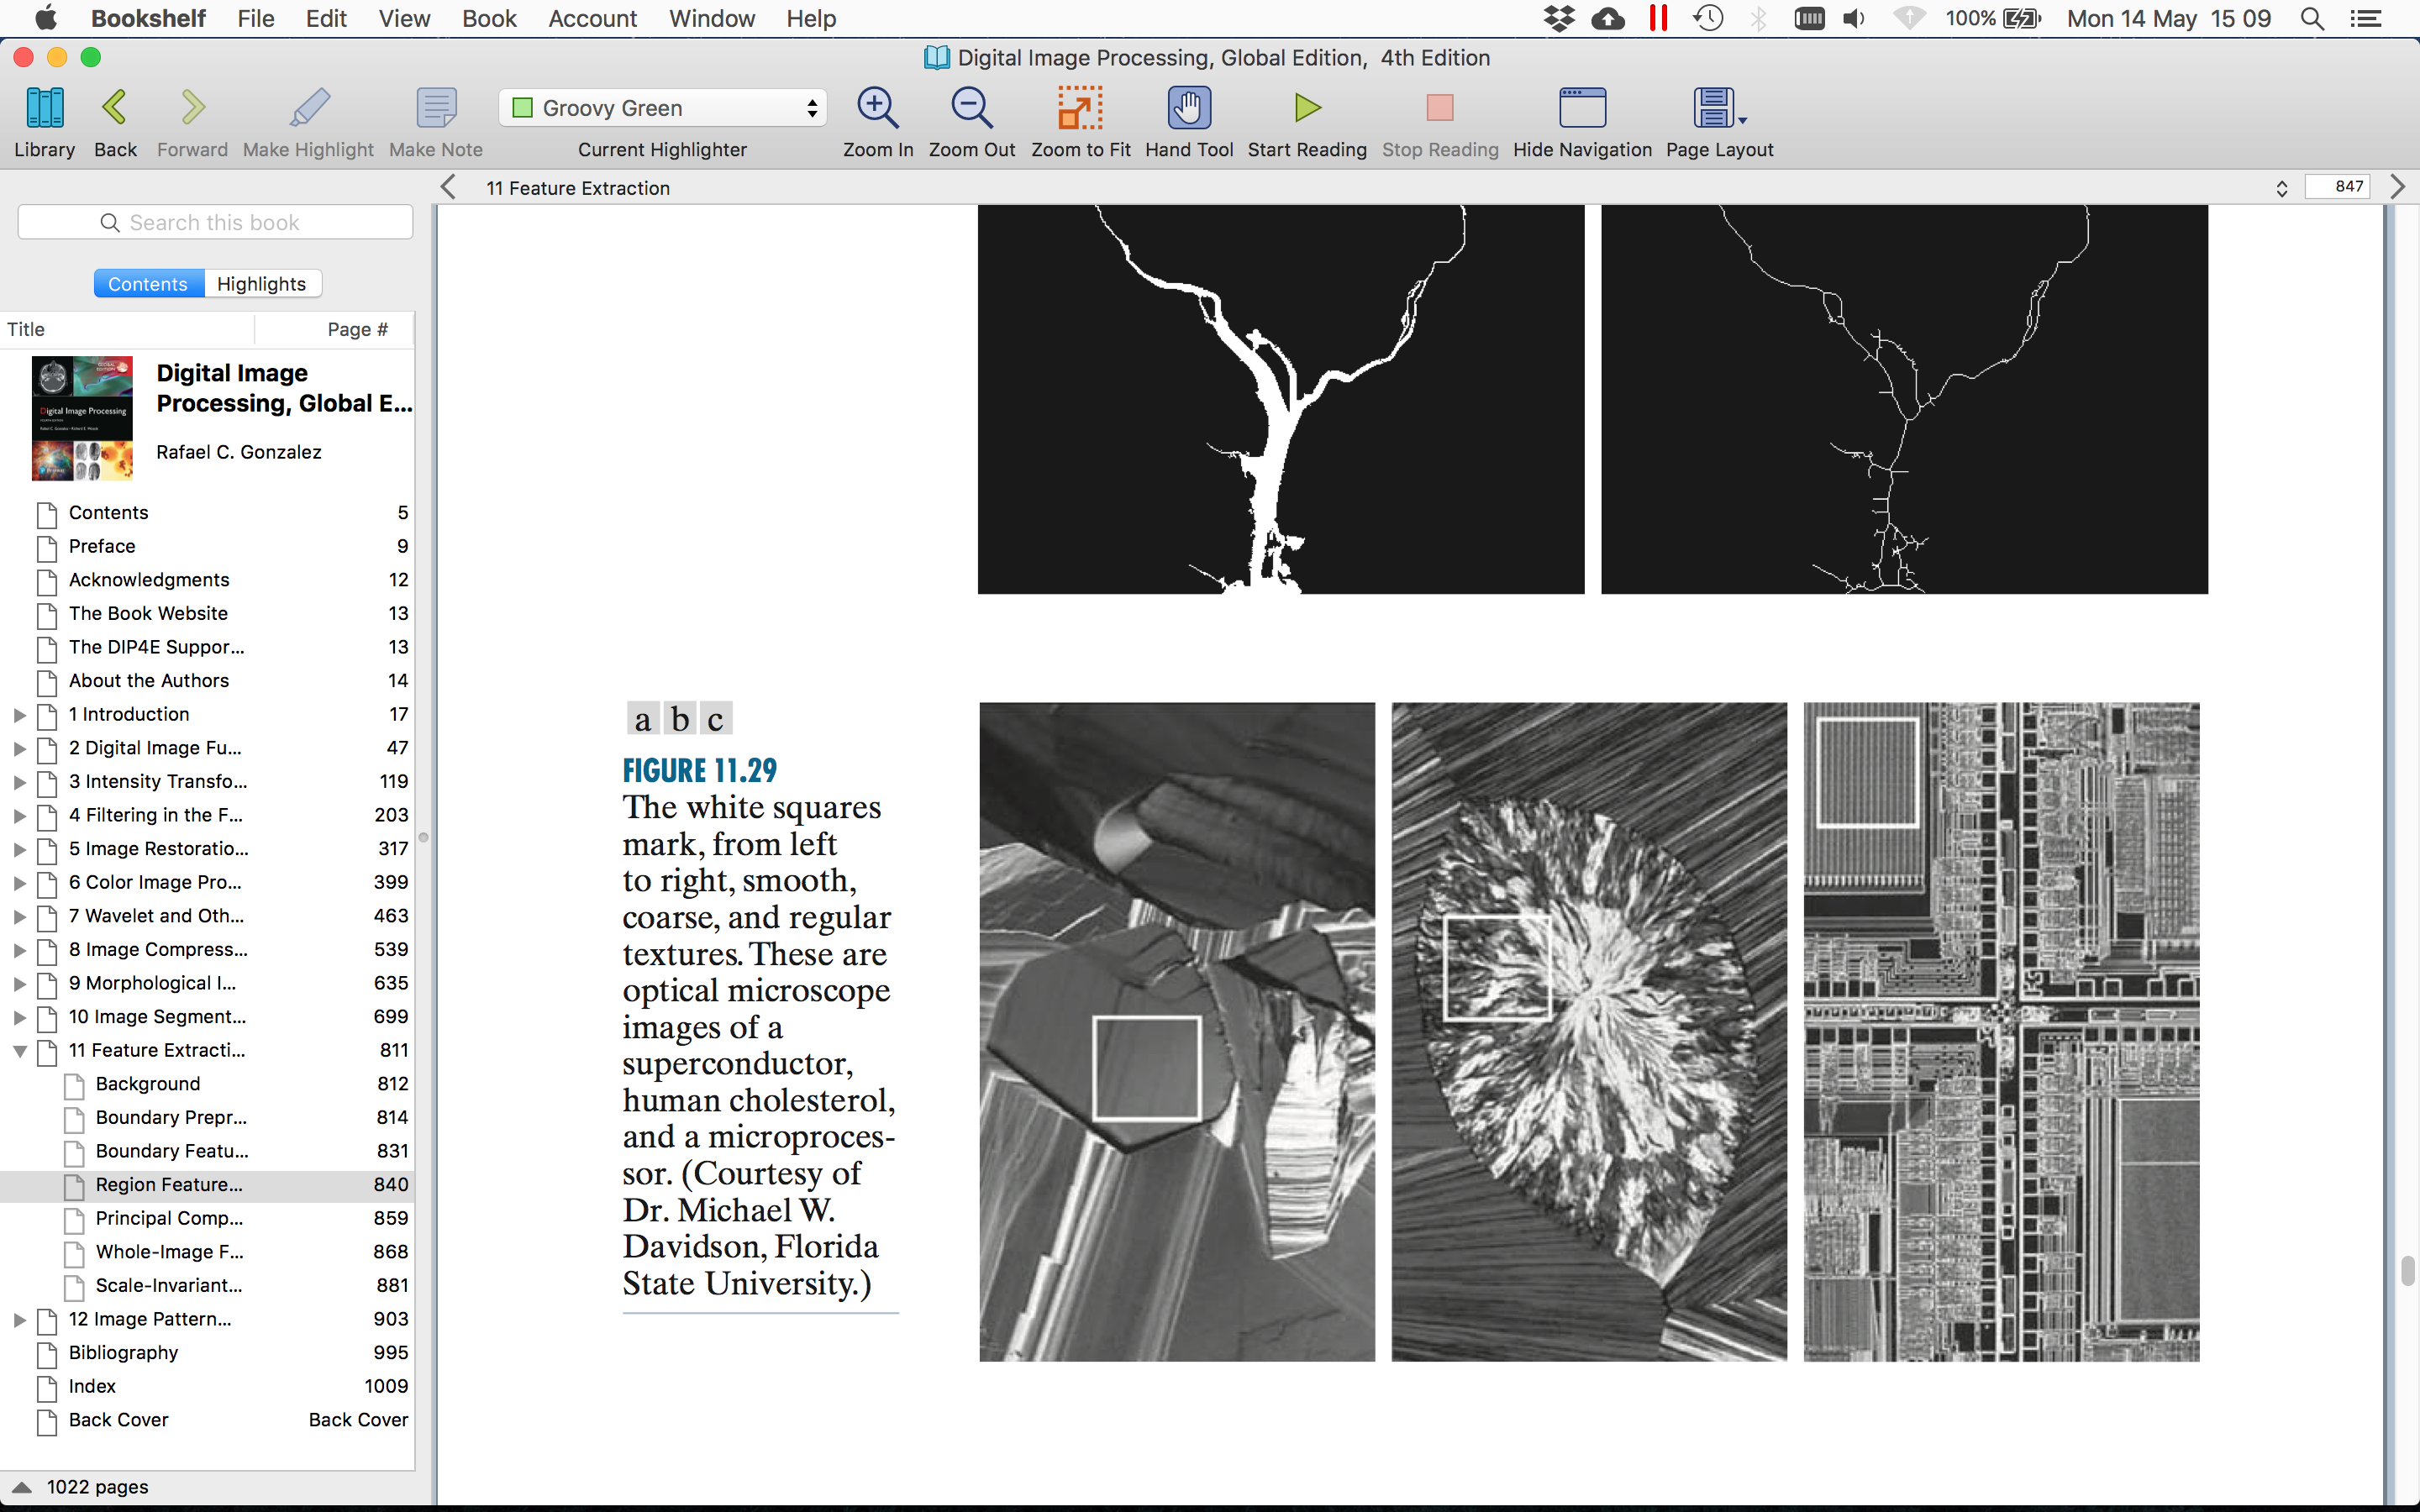 Bookshelf File Edit View Book Account Window Help 100% Mon 14 May 15 09
Digital Image Processing, Global Edition, 4th Edition
Groovy Green
Library Back Forward Make Highlight Make Note Current Highlighter Zoom In Zoom Out Zoom to Fit Hand Tool Start Reading Stop Reading Hide Navigation Page Layout
11 Feature Extraction 847
Search this book
Contents Highlights
Title Page #
Digital Image
Processing, Global E...
Rafael C. Gonzalez
Digital Image Processing
Contents 5
Preface 9
Acknowledgments 12
The Book Website 13
The DIP4E Suppor... 13
About the Authors 14
1 Introduction 17
2 Digital Image Fu... 47
3 Intensity Transfo... 119
4 Filtering in the F... 203
5 Image Restoratio... 317
6 Color Image Pro... 399
7 Wavelet and Oth... 463
8 Image Compress... 539
9 Morphological I... 635
10 Image Segment... 699
11 Feature Extracti... 811
Background 812
Boundary Prepr... 814
Boundary Featu... 831
Region Feature... 840
Principal Comp... 859
Whole-Image F... 868
Scale-Invariant... 881
12 Image Pattern... 903
Bibliography 995
Index 1009
Back Cover Back Cover
1022 pages
a b c
FIGURE 11.29
The white squares
mark, from left
to right, smooth,
coarse, and regular
textures. These are
optical microscope
images of a
superconductor,
human cholesterol,
and a microproces-
sor. (Courtesy of
Dr. Michael W.
Davidson, Florida
State University.)